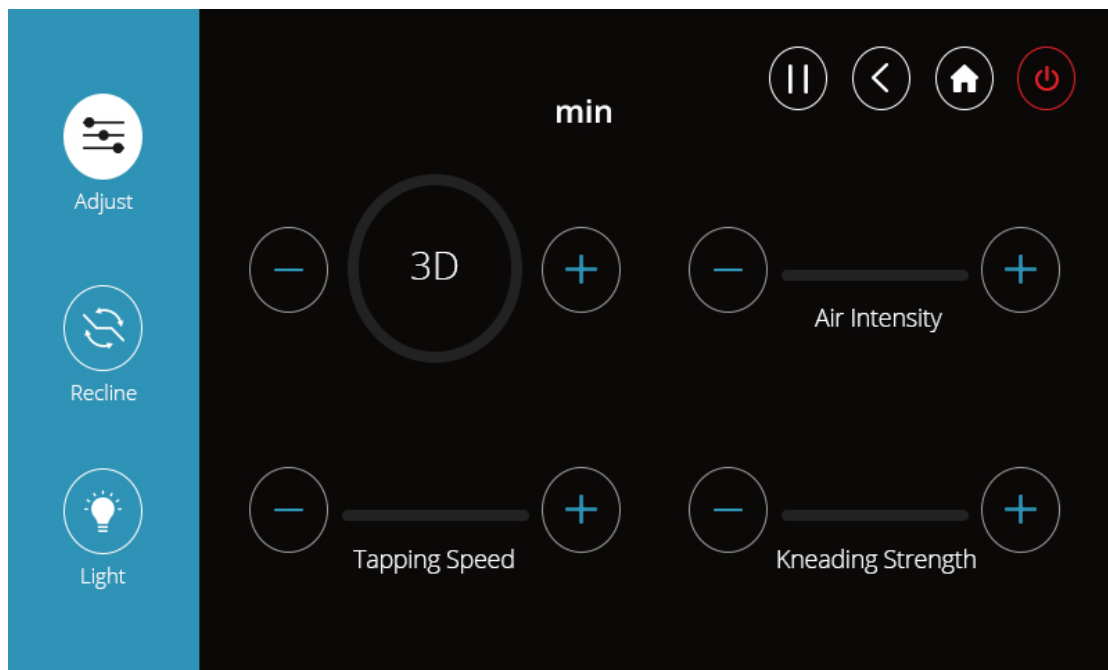 min
Adjust
3D
Air Intensity
Recline
Tapping Speed
Kneading Strength
Light